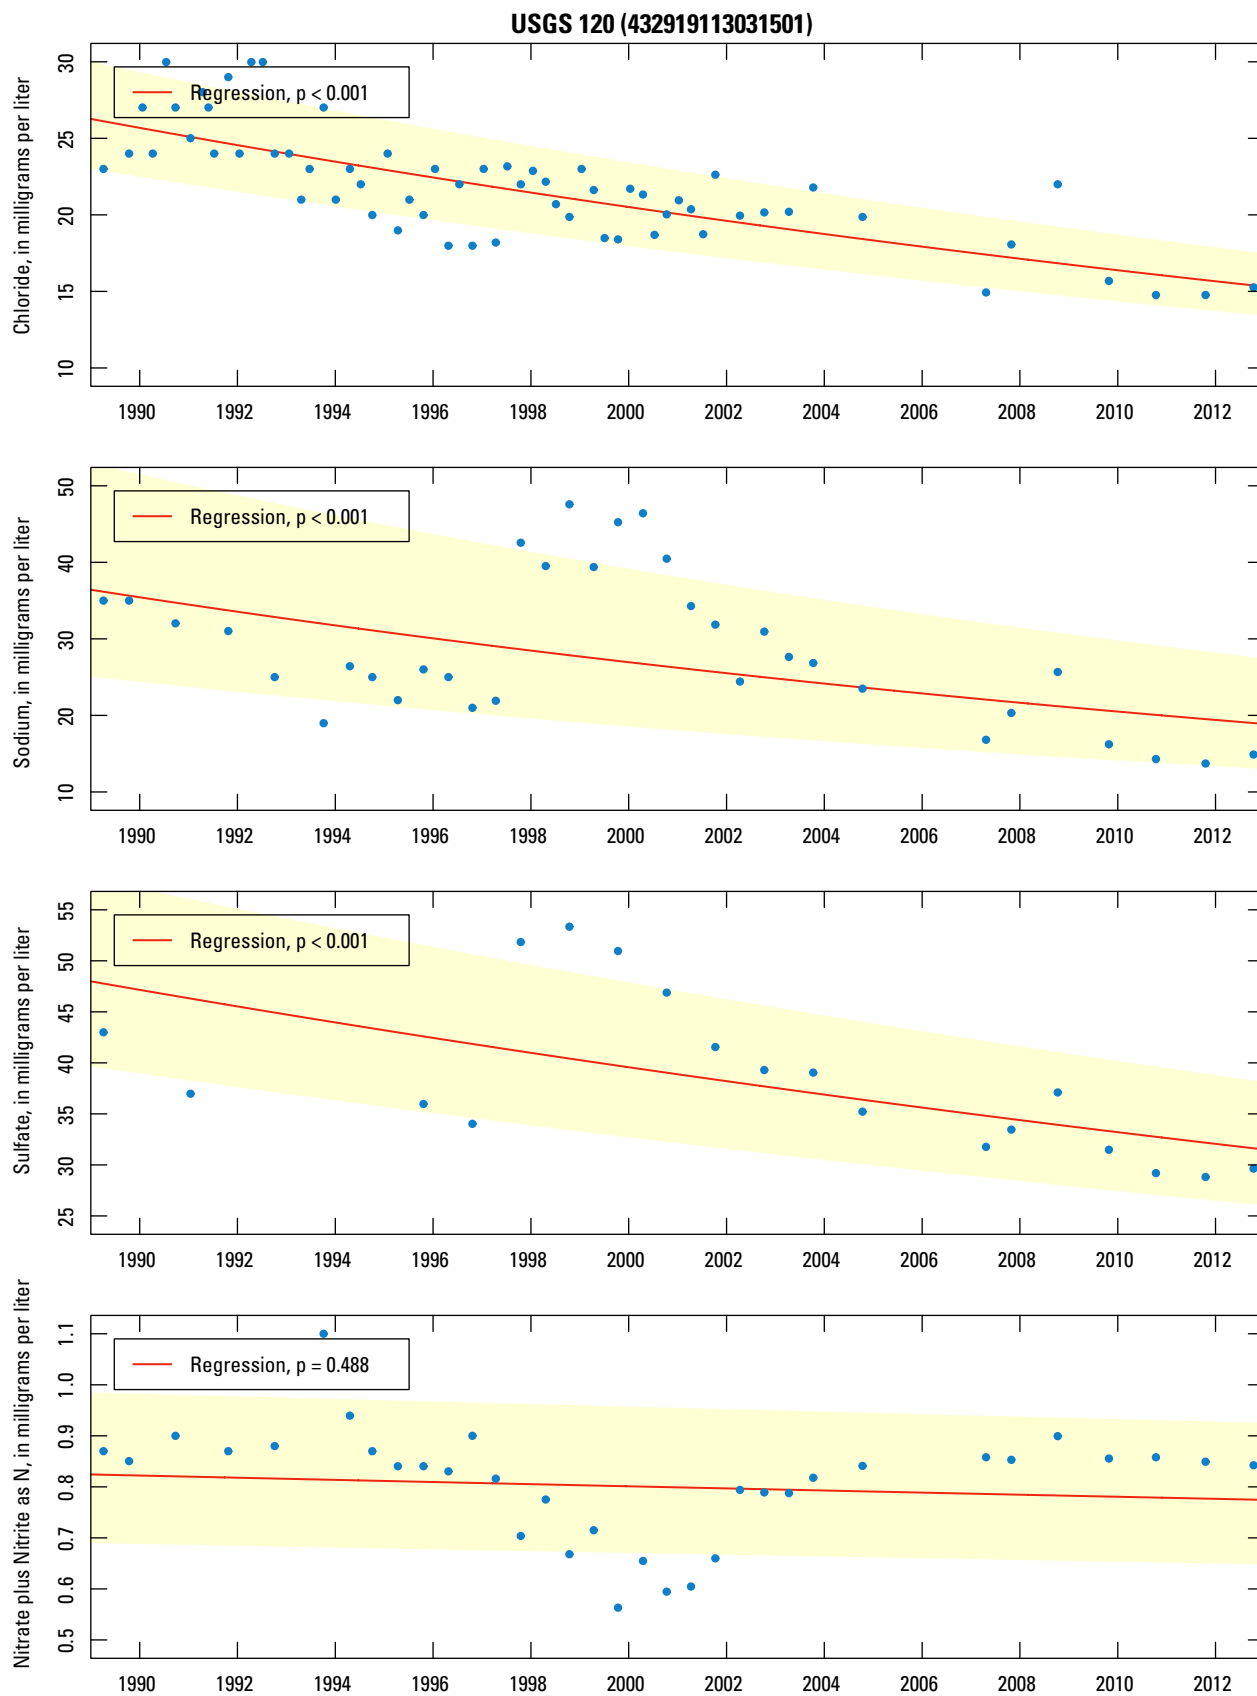 USGS 120 (432919113031501)
Chloride, in milligrams per liter
30
25
20
15
10
Regression, p < 0.001
1990 1992 1994 1996 1998 2000 2002 2004 2006 2008 2010 2012
Sodium, in milligrams per liter
50
40
30
20
10
Regression, p < 0.001
1990 1992 1994 1996 1998 2000 2002 2004 2006 2008 2010 2012
Sulfate, in milligrams per liter
55
50
45
40
35
30
25
Regression, p < 0.001
1990 1992 1994 1996 1998 2000 2002 2004 2006 2008 2010 2012
Nitrate plus Nitrite as N, in milligrams per liter
1.1
1.0
0.9
0.8
0.7
0.6
0.5
Regression, p = 0.488
1990 1992 1994 1996 1998 2000 2002 2004 2006 2008 2010 2012